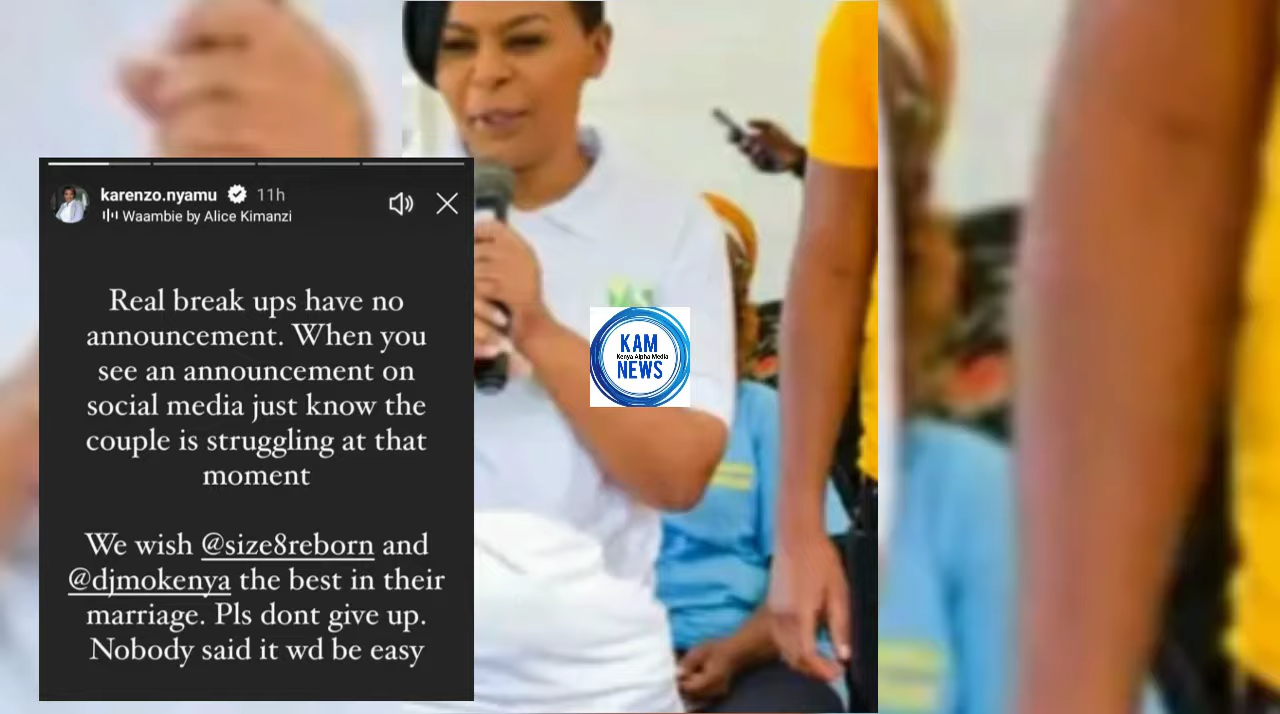 karenzo.nyamu 11h
Waambie by Alice Kimanzi
Real break ups have no
announcement. When you
see an announcement on
social media just know the
couple is struggling at that
moment
We wish @size8reborn and
@djmokenya the best in their
marriage. Pls dont give up.
Nobody said it wd be easy
KAM
Kenya Alpha Media
NEWS